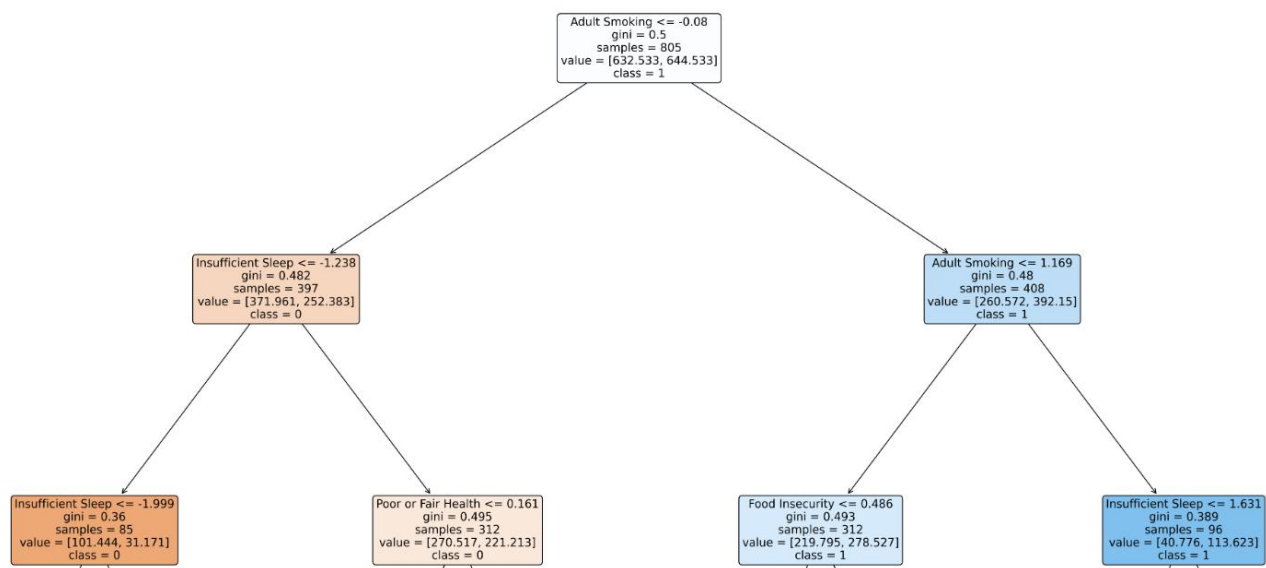 Adult Smoking <= -0.08
gini = 0.5
samples = 805
value = [632.533, 644.533]
class = 1
Insufficient Sleep <= -1.238
gini = 0.482
samples = 397
value = [371.961, 252.383]
class = 0
Adult Smoking <= 1.169
gini = 0.48
samples = 408
value = [260.572, 392.15]
class = 1
Insufficient Sleep <= -1.999
gini = 0.36
samples = 85
value = [101.444, 31.171]
class = 0
Poor or Fair Health <= 0.161
gini = 0.495
samples = 312
value = [270.517, 221.213]
class = 0
Food Insecurity <= 0.486
gini = 0.493
samples = 312
value = [219.795, 278.527]
class = 1
Insufficient Sleep <= 1.631
gini = 0.389
samples = 96
value = [40.776, 113.623]
class = 1